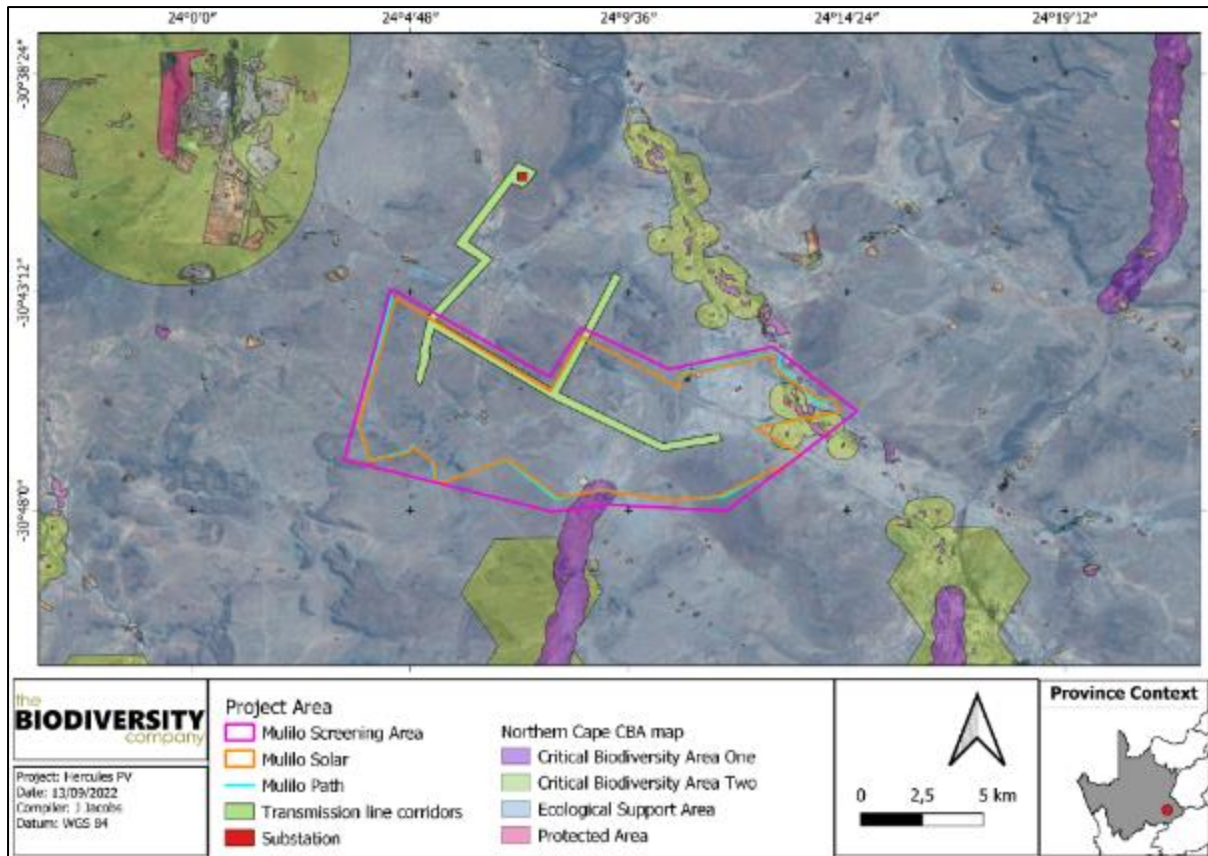 24°0'0" 24°4'48" 24°9'36" 24°14'24" 24°19'12"
-30°38'24"
-30°43'12"
-30°48'0"
the
BIODIVERSITY
company
Project: Hercules PV
Date: 13/09/2022
Compiler: J Jacobs
Datum: WGS 84
Project Area
Mulilo Screening Area
Mulilo Solar
Mulilo Path
Transmission line corridors
Substation
Northern Cape CBA map
Critical Biodiversity Area One
Critical Biodiversity Area Two
Ecological Support Area
Protected Area
0 2,5 5 km
Province Context